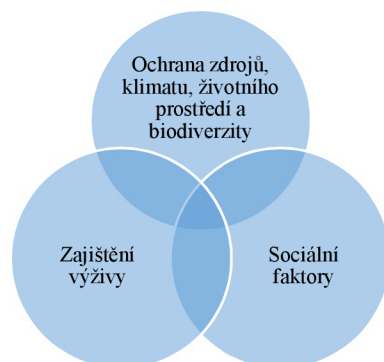 Ochrana zdrojů,
klimatu, životního
prostředí a
biodiverzity
Zajištění
výživy
Sociální
faktory